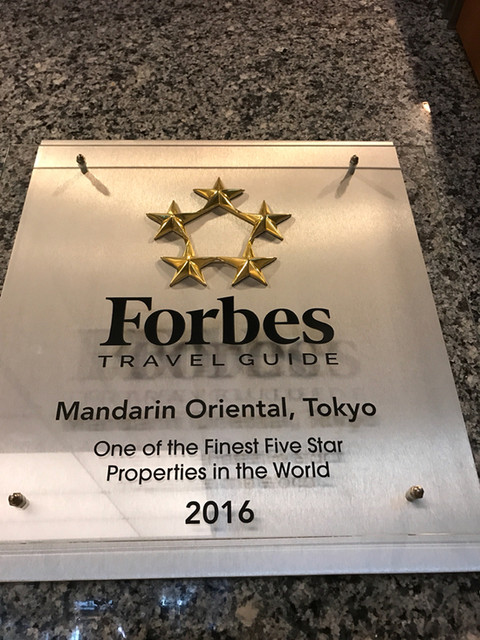 Forbes
TRAVEL GUIDE
Mandarin Oriental, Tokyo
One of the Finest Five Star
Properties in the World
2016